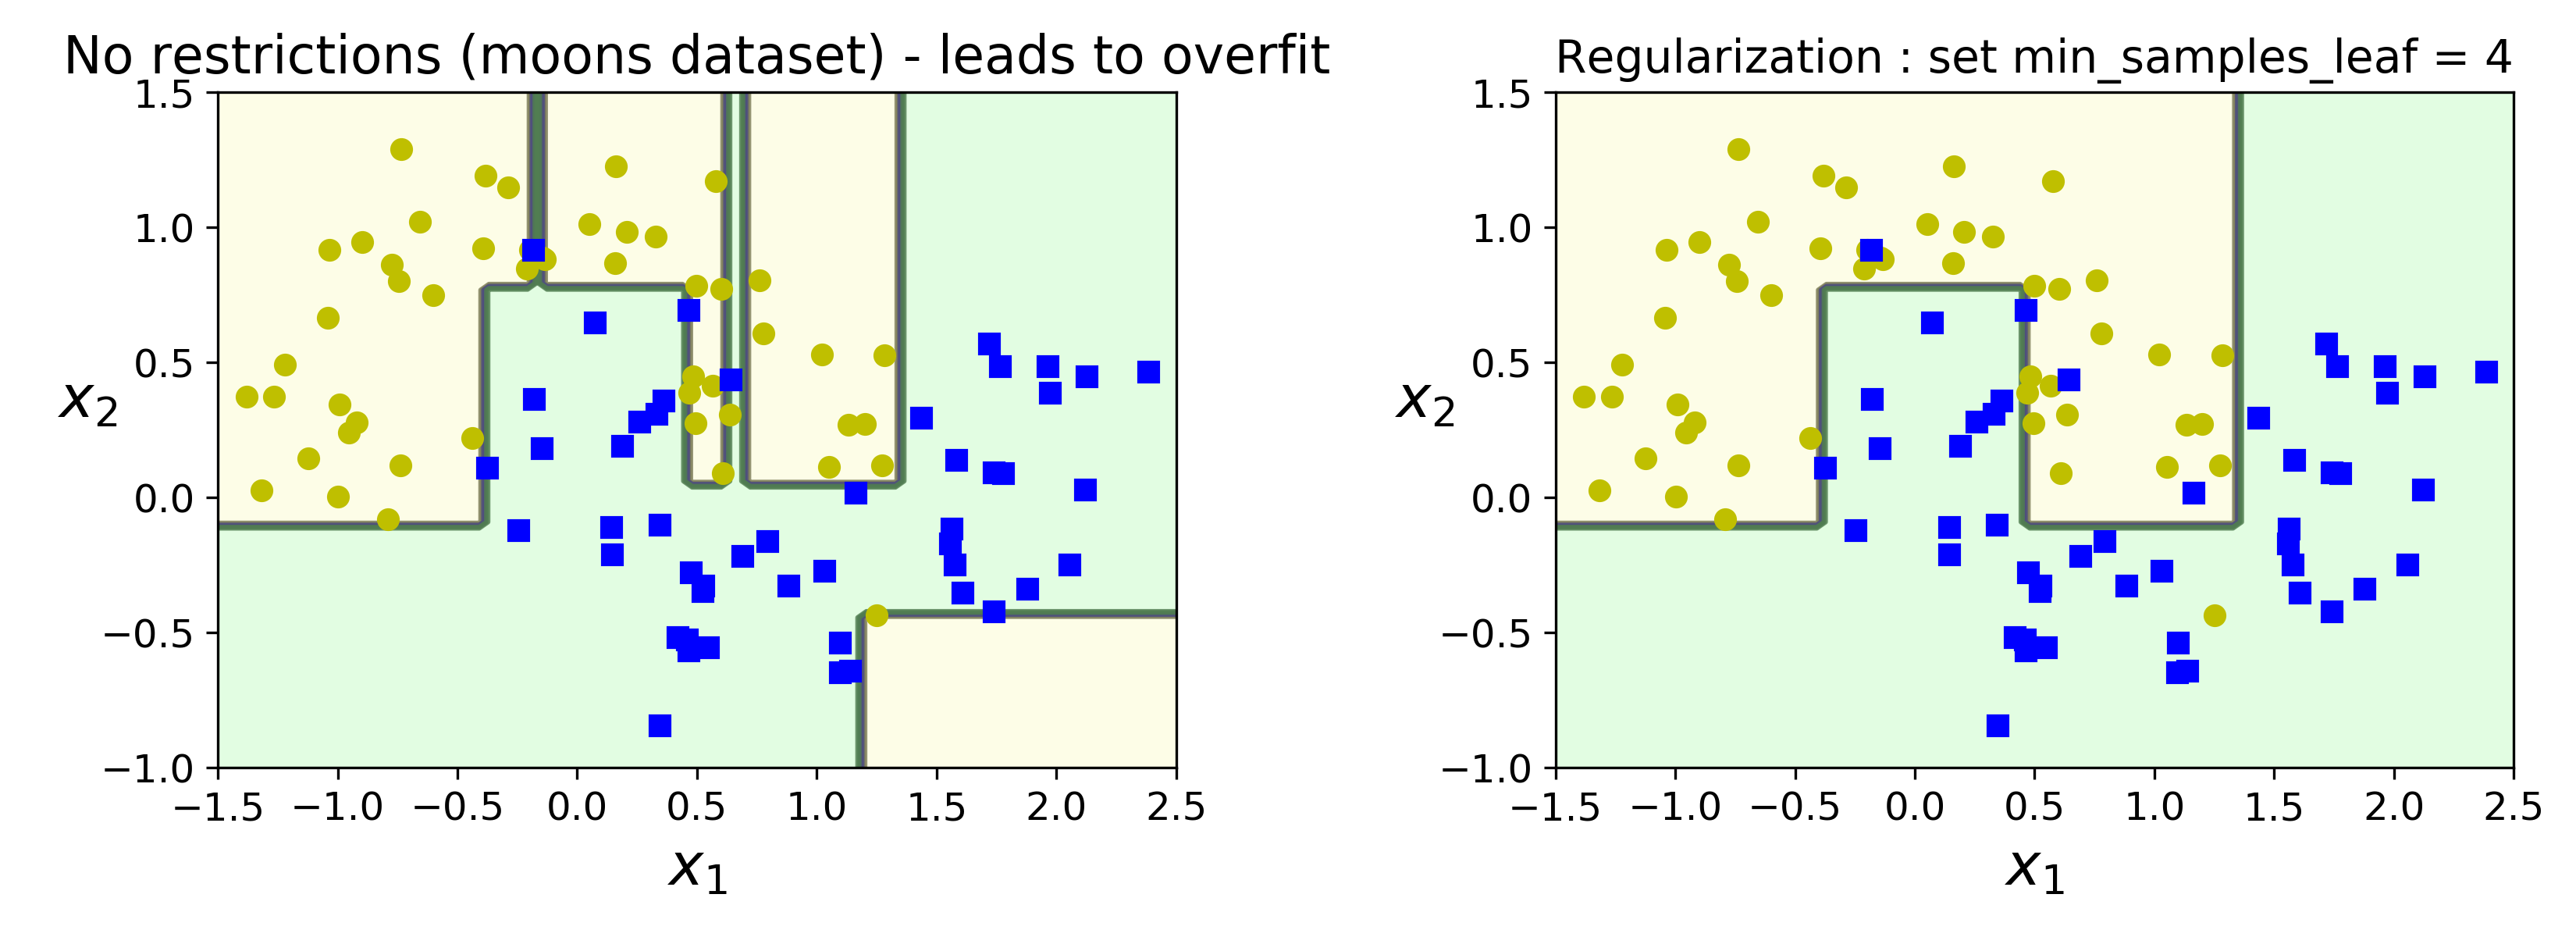 No restrictions (moons dataset) - leads to overfit
1.5
1.0
0.5
0.0
−0.5
−1.0
x₂
−1.5 −1.0 −0.5 0.0 0.5 1.0 1.5 2.0 2.5
x₁
Regularization : set min_samples_leaf = 4
1.5
1.0
0.5
0.0
−0.5
−1.0
x₂
−1.5 −1.0 −0.5 0.0 0.5 1.0 1.5 2.0 2.5
x₁